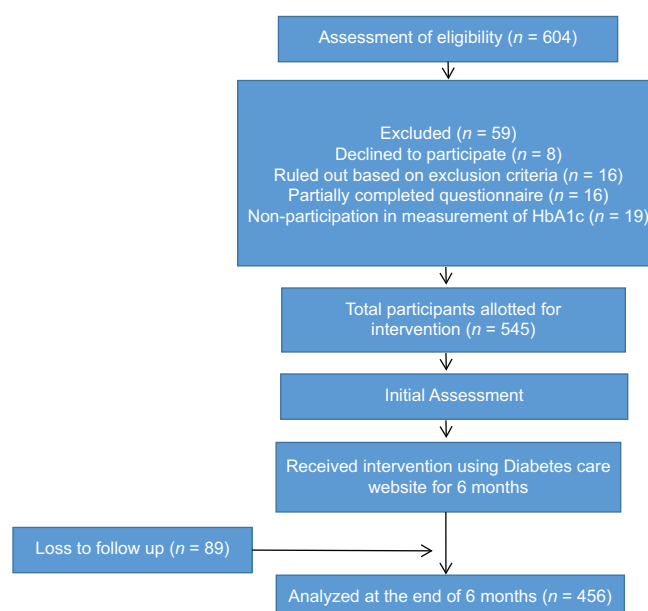 Assessment of eligibility (n = 604)
Excluded (n = 59)
Declined to participate (n = 8)
Ruled out based on exclusion criteria (n = 16)
Partially completed questionnaire (n = 16)
Non-participation in measurement of HbA1c (n = 19)
Total participants allotted for
intervention (n = 545)
Initial Assessment
Received intervention using Diabetes care
website for 6 months
Loss to follow up (n = 89)
Analyzed at the end of 6 months (n = 456)